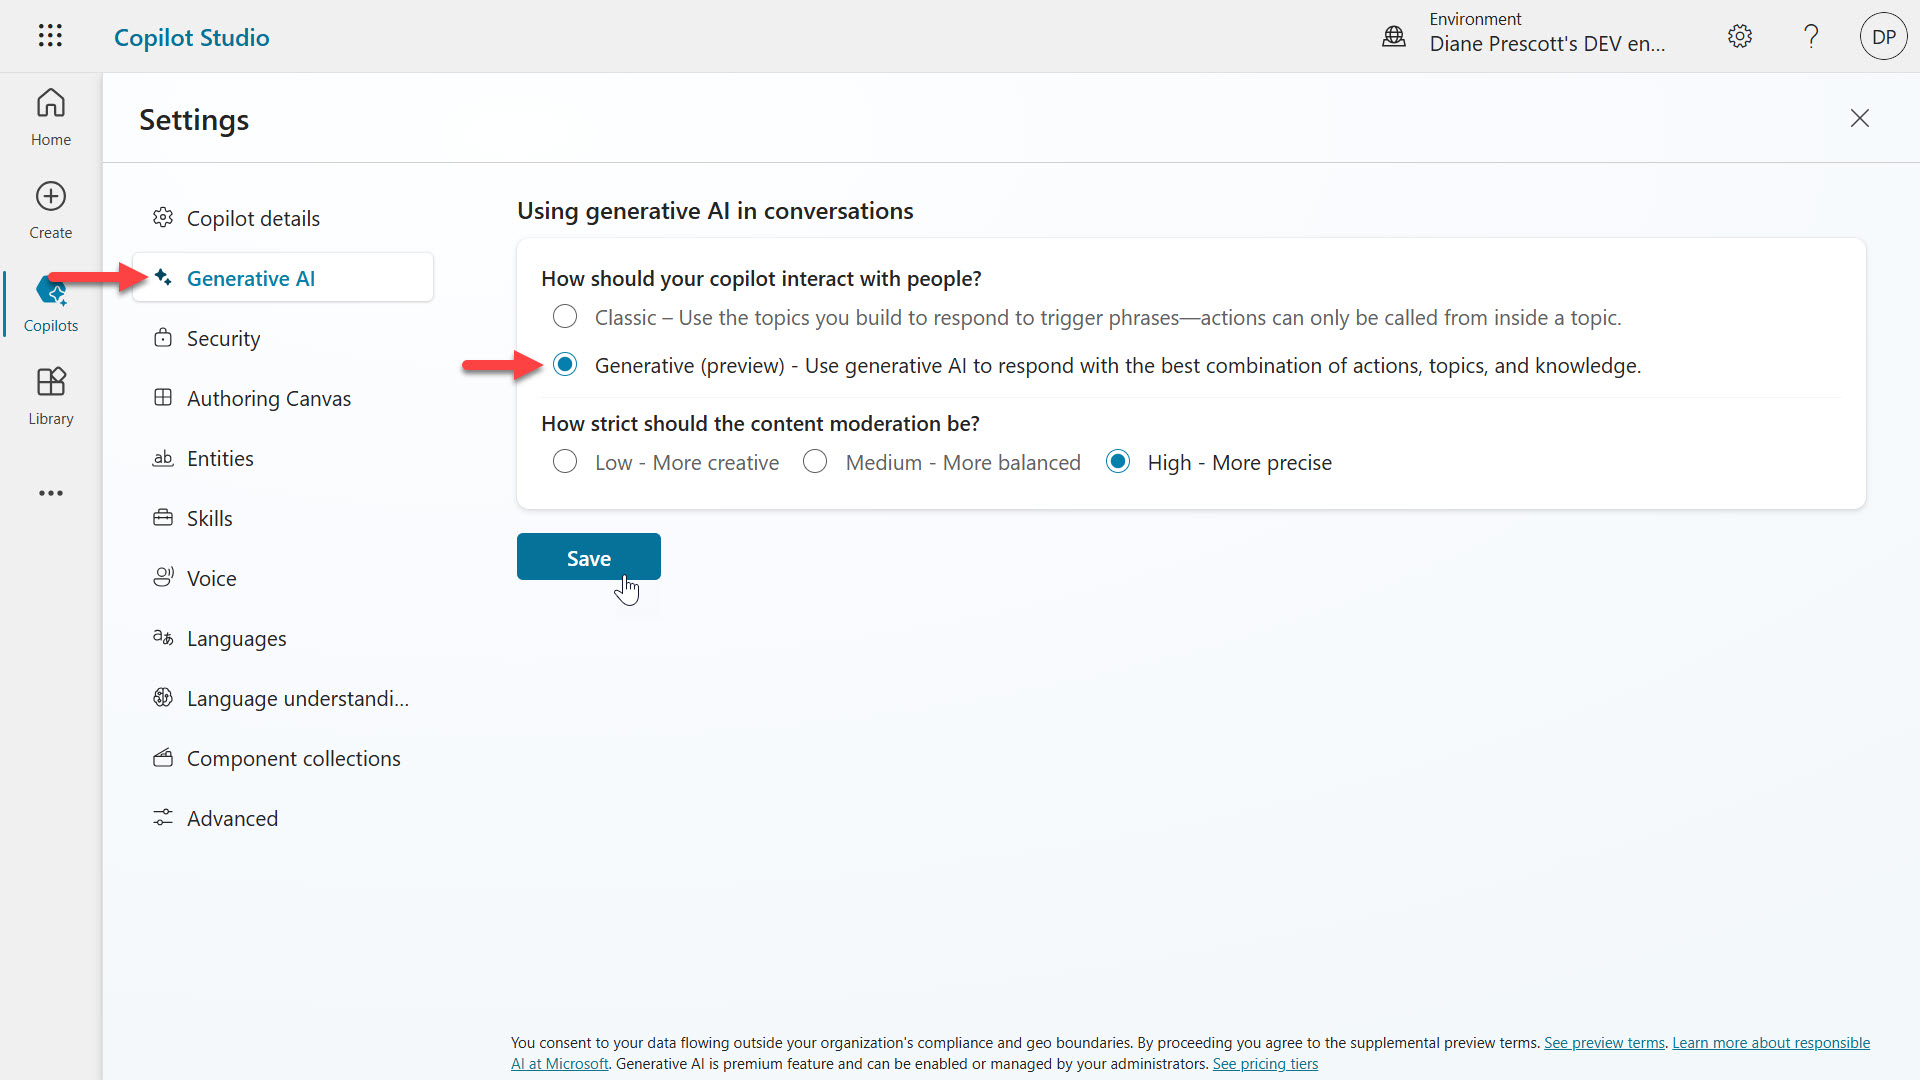 Copilot Studio
Environment
Diane Prescott's DEV en...
?
DP
Home
Create
Copilots
Library
Settings
Copilot details
Generative AI
Security
Authoring Canvas
ab Entities
Skills
Voice
Languages
Language understandi...
Component collections
Advanced
Using generative AI in conversations
How should your copilot interact with people?
Classic – Use the topics you build to respond to trigger phrases—actions can only be called from inside a topic.
Generative (preview) - Use generative AI to respond with the best combination of actions, topics, and knowledge.
How strict should the content moderation be?
Low - More creative Medium - More balanced High - More precise
Save
You consent to your data flowing outside your organization's compliance and geo boundaries. By proceeding you agree to the supplemental preview terms. See preview terms. Learn more about responsible
AI at Microsoft. Generative AI is premium feature and can be enabled or managed by your administrators. See pricing tiers